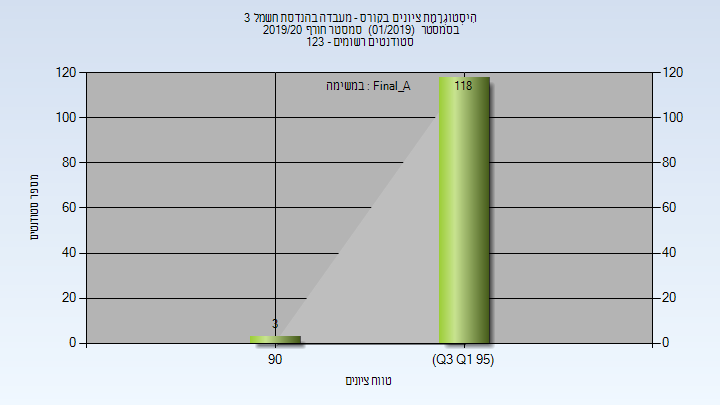 היסטוגרמת ציונים בקורס - מעבדה בהנדסת חשמל 3
בסמסטר (01/2019) סמסטר חורף 2019/20
סטודנטים רשומים - 123
במשימה : Final_A
120 120
118
100 100
80 80
60 60
40 40
20 20
3
0 0
מספר סטודנטים
90 (Q3 Q1 95)
טווח ציונים